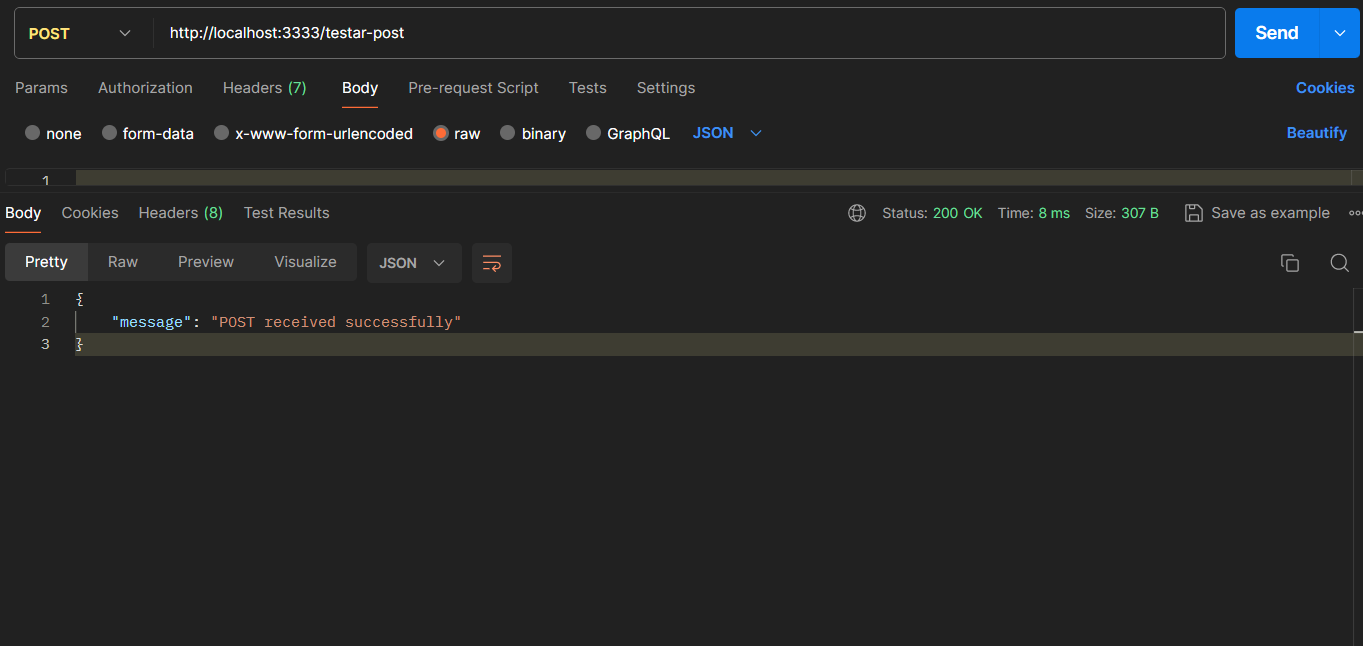 POST http://localhost:3333/testar-post Send
Params Authorization Headers (7) Body Pre-request Script Tests Settings Cookies
none form-data x-www-form-urlencoded raw binary GraphQL JSON Beautify
1
Body Cookies Headers (8) Test Results Status: 200 OK Time: 8 ms Size: 307 B Save as example
Pretty Raw Preview Visualize JSON
1 {
2 "message": "POST received successfully"
3 }